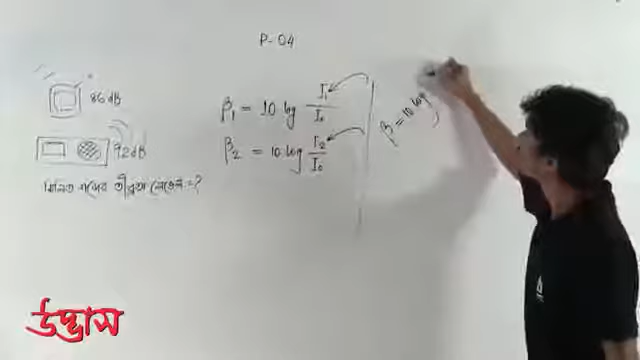 P-04
86 dB
92 dB
মিলিত শব্দের তীব্রতা লেভেল = ?
β₁ = 10 log I₁/I₀
β₂ = 10 log I₂/I₀
β = 10 log
উদ্ভাস